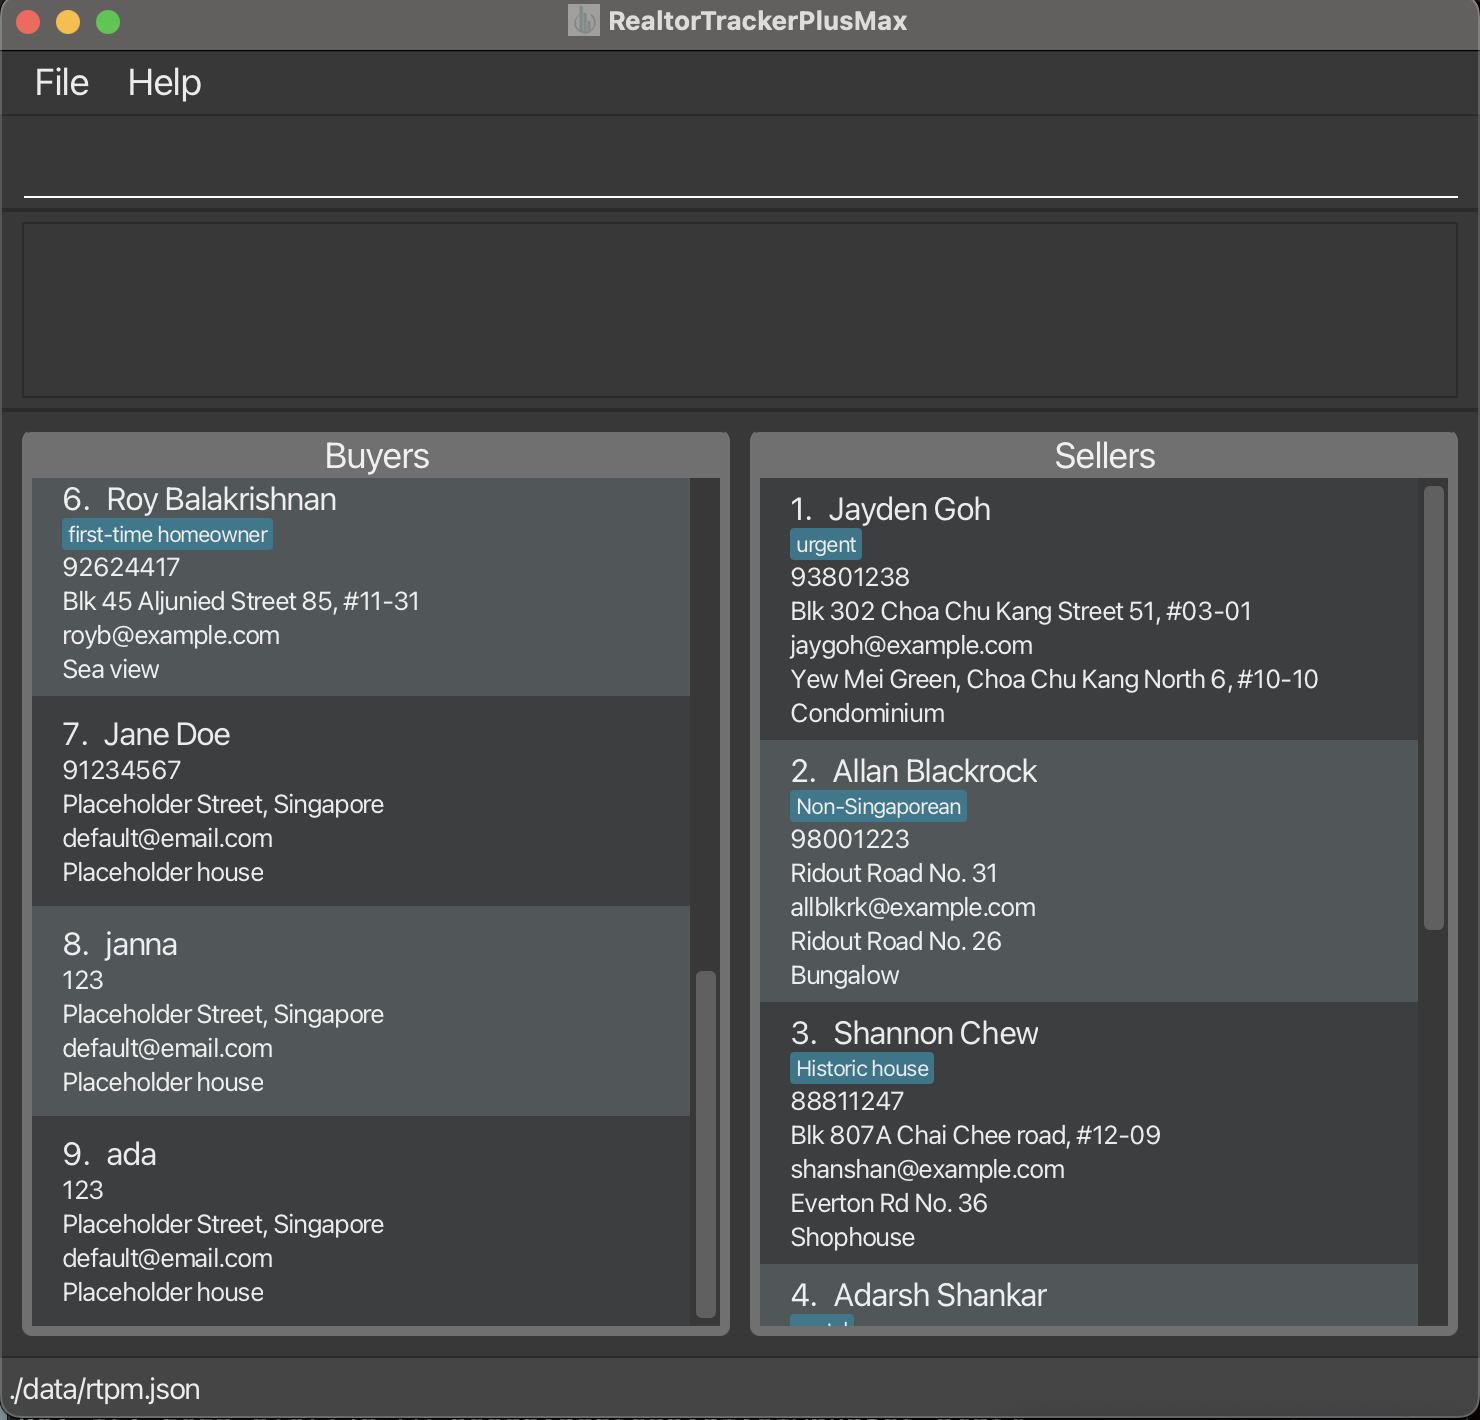 RealtorTrackerPlusMax
File Help
Buyers
6. Roy Balakrishnan
first-time homeowner
92624417
Blk 45 Aljunied Street 85, #11-31
royb@example.com
Sea view
7. Jane Doe
91234567
Placeholder Street, Singapore
default@email.com
Placeholder house
8. janna
123
Placeholder Street, Singapore
default@email.com
Placeholder house
9. ada
123
Placeholder Street, Singapore
default@email.com
Placeholder house
Sellers
1. Jayden Goh
urgent
93801238
Blk 302 Choa Chu Kang Street 51, #03-01
jaygoh@example.com
Yew Mei Green, Choa Chu Kang North 6, #10-10
Condominium
2. Allan Blackrock
Non-Singaporean
98001223
Ridout Road No. 31
allblkrk@example.com
Ridout Road No. 26
Bungalow
3. Shannon Chew
Historic house
88811247
Blk 807A Chai Chee road, #12-09
shanshan@example.com
Everton Rd No. 36
Shophouse
4. Adarsh Shankar
./data/rtpm.json